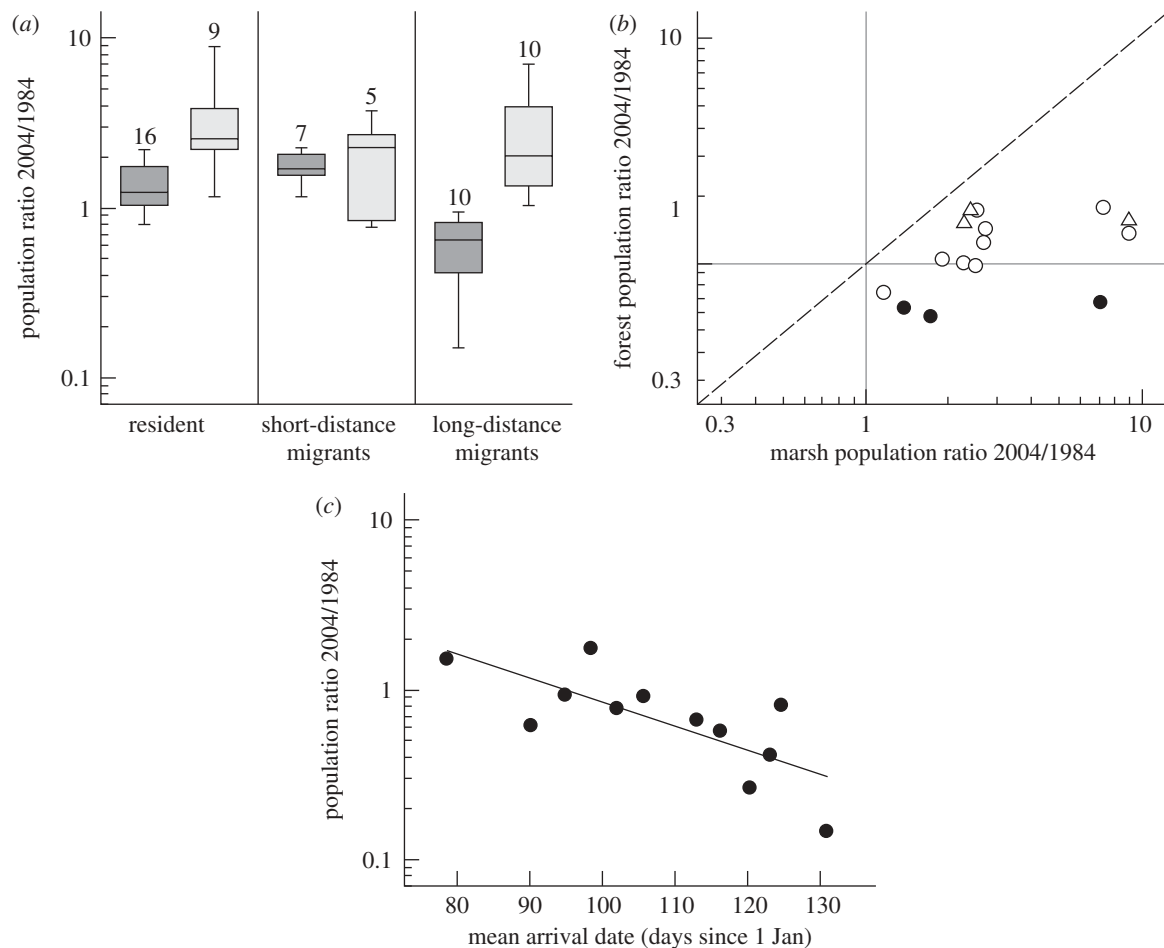 (a)
population ratio 2004/1984
10
1
0.1
16
9
7
5
10
10
resident
short-distance
migrants
long-distance
migrants
(b)
forest population ratio 2004/1984
10
1
0.3
0.3
1
10
marsh population ratio 2004/1984
(c)
population ratio 2004/1984
10
1
0.1
80 90 100 110 120 130
mean arrival date (days since 1 Jan)